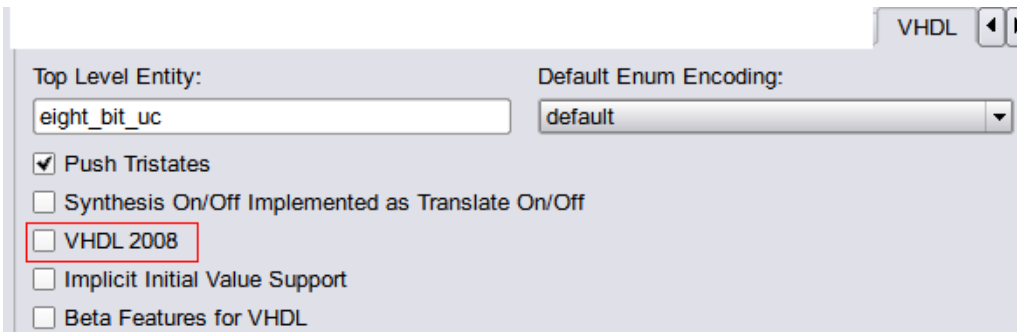 VHDL
Top Level Entity: Default Enum Encoding:
eight_bit_uc default
Push Tristates
Synthesis On/Off Implemented as Translate On/Off
VHDL 2008
Implicit Initial Value Support
Beta Features for VHDL